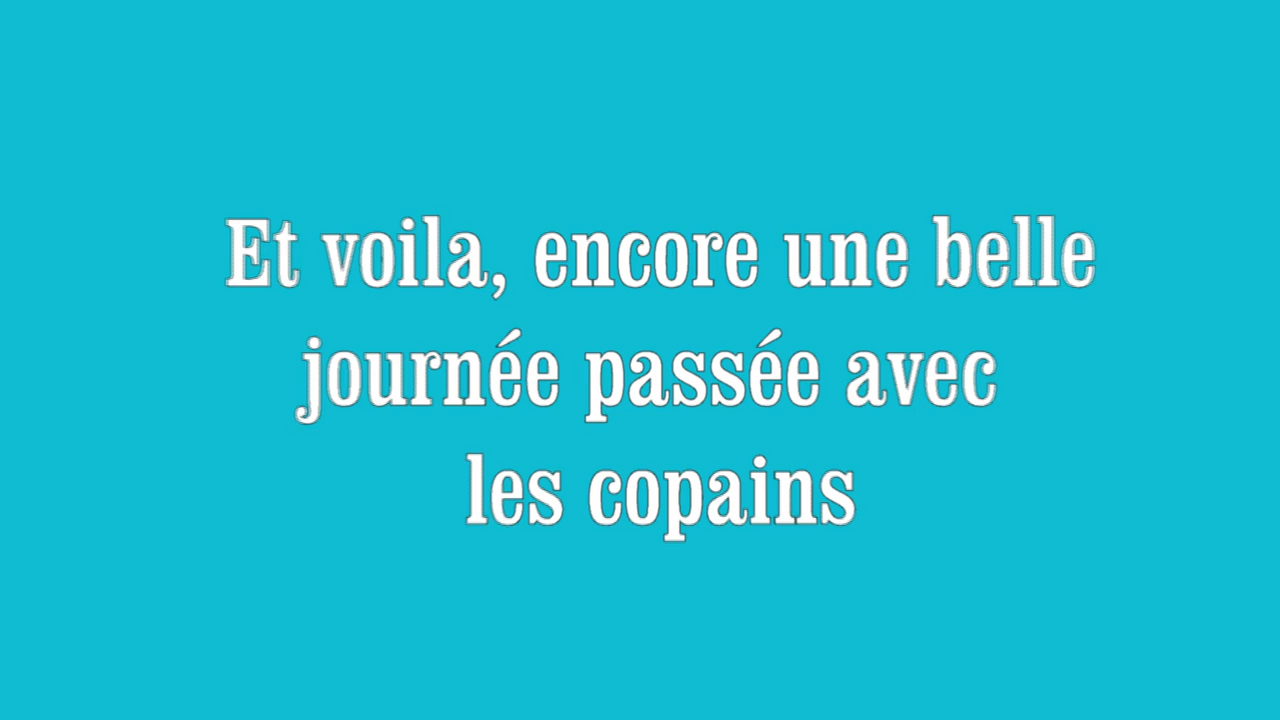 Et voila, encore une belle
journée passée avec
les copains